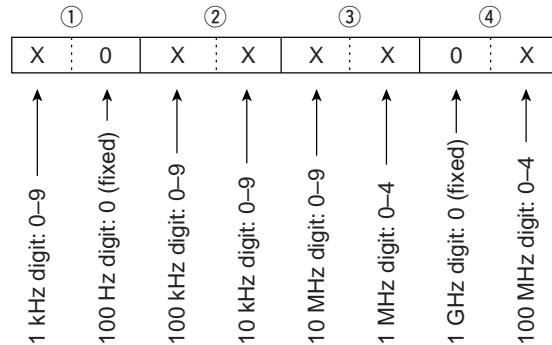 ① ② ③ ④
X 0 X X X X 0 X
1 kHz digit: 0–9
100 Hz digit: 0 (fixed)
100 kHz digit: 0–9
10 kHz digit: 0–9
10 MHz digit: 0–9
1 MHz digit: 0–4
1 GHz digit: 0 (fixed)
100 MHz digit: 0–4